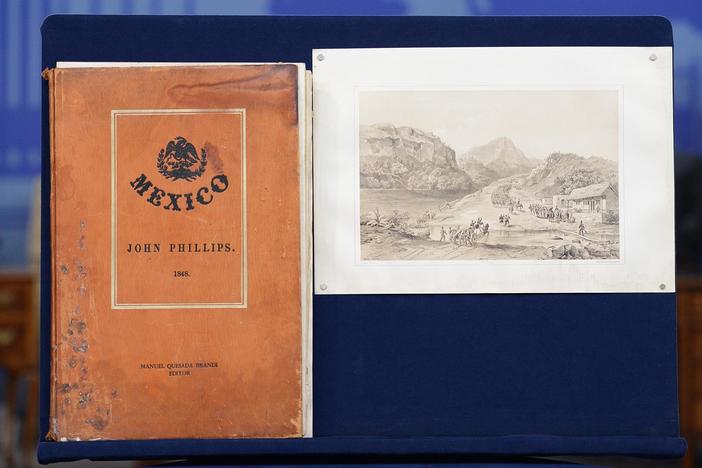 MEXICO
JOHN PHILLIPS.
1848.
MANUEL QUESADA BRANDI
EDITOR